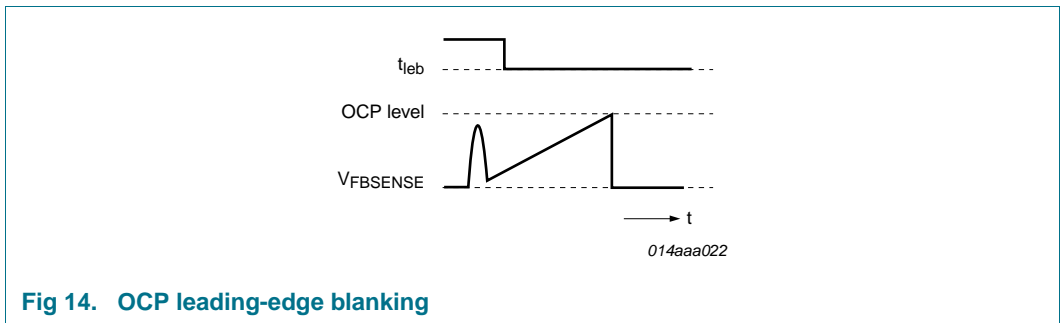 tleb
OCP level
VFBSENSE
t
014aaa022
Fig 14. OCP leading-edge blanking